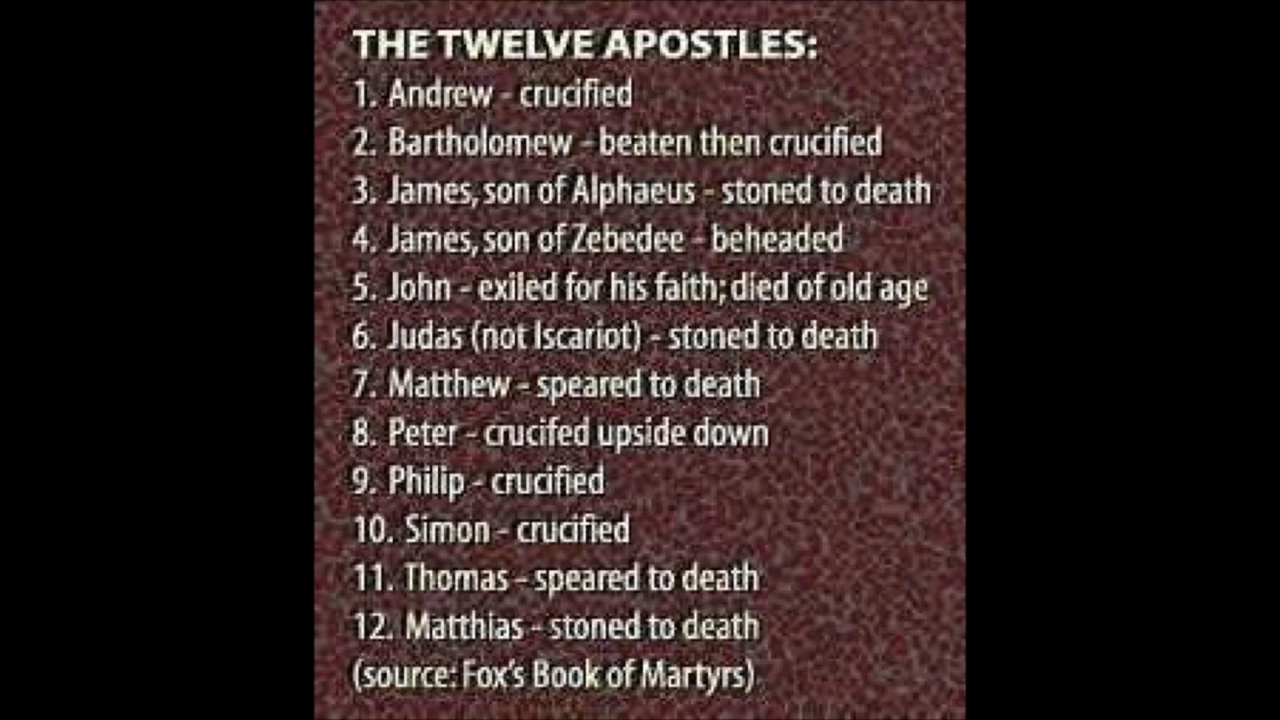 THE TWELVE APOSTLES:
1. Andrew - crucified
2. Bartholomew - beaten then crucified
3. James, son of Alphaeus - stoned to death
4. James, son of Zebedee - beheaded
5. John - exiled for his faith; died of old age
6. Judas (not Iscariot) - stoned to death
7. Matthew - speared to death
8. Peter - crucifed upside down
9. Philip - crucified
10. Simon - crucified
11. Thomas - speared to death
12. Matthias - stoned to death
(source: Fox's Book of Martyrs)